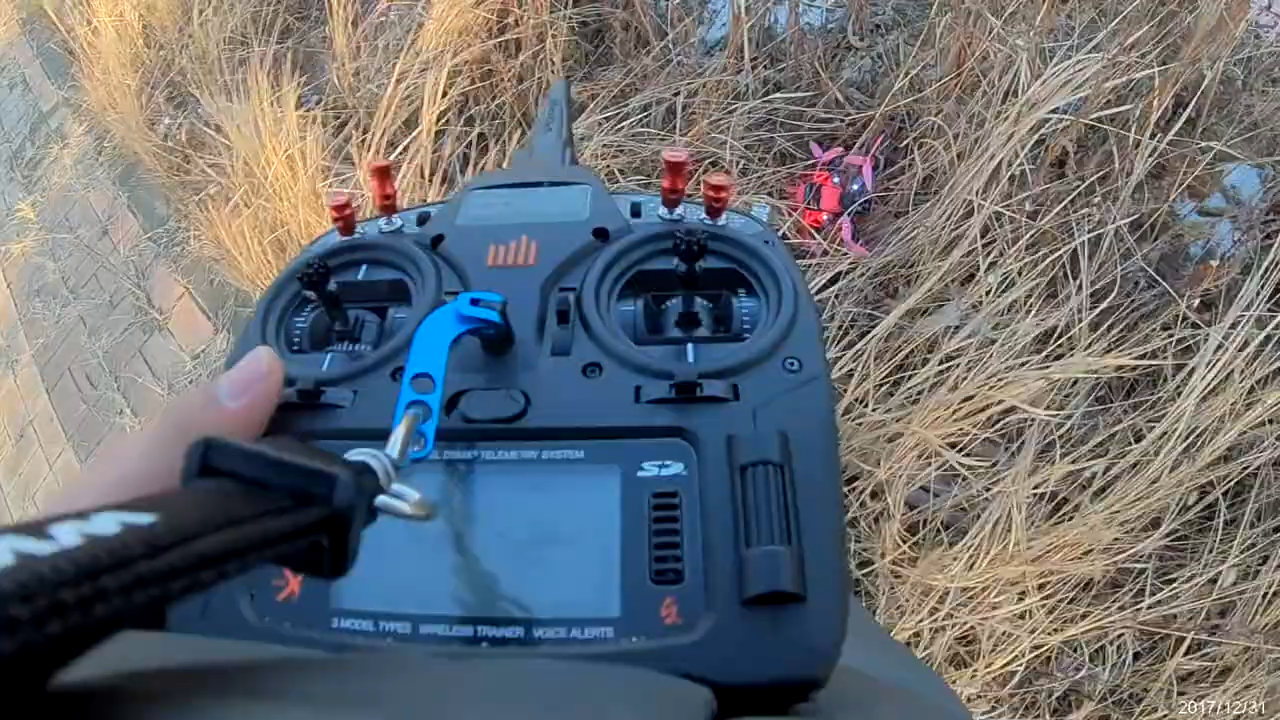 TELEMETRY SYSTEM
SD
3 MODEL TYPES WIRELESS TRAINER VOICE ALERTS
2017/12/31